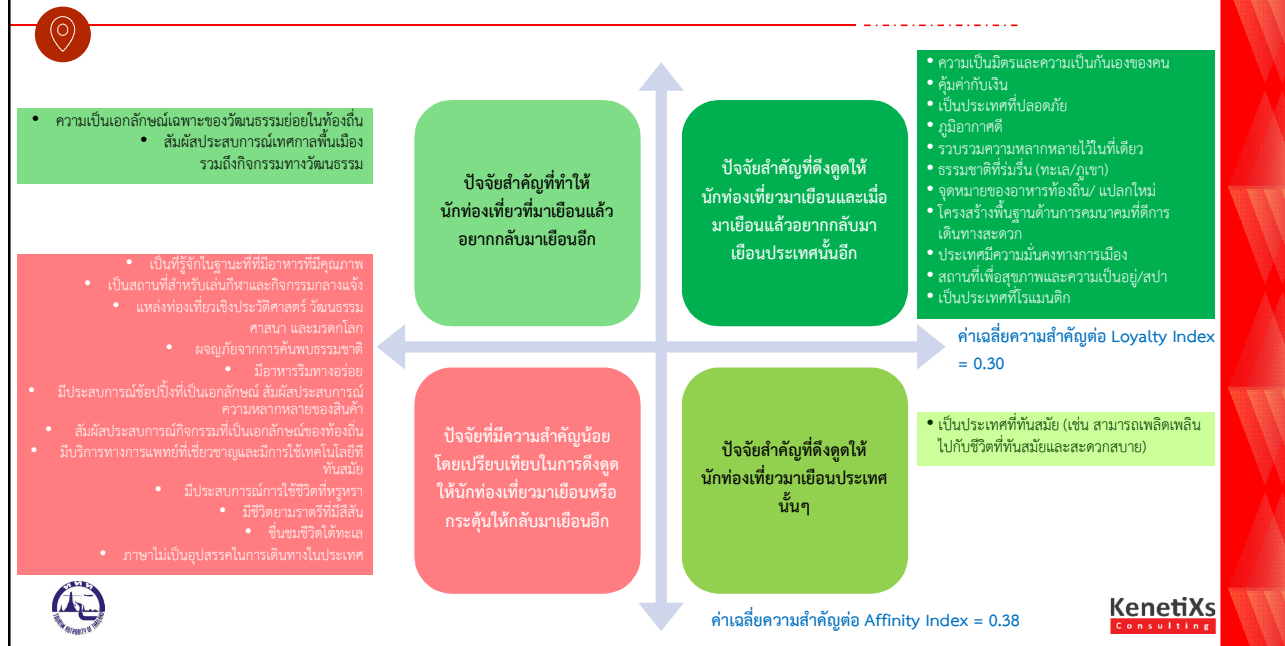 • ความเป็นเอกลักษณ์เฉพาะของวัฒนธรรมย่อยในท้องถิ่น
• สัมผัสประสบการณ์เทศกาลพื้นเมือง
รวมถึงกิจกรรมทางวัฒนธรรม
ปัจจัยสำคัญที่ทำให้
นักท่องเที่ยวที่มาเยือนแล้ว
อยากกลับมาเยือนอีก
ปัจจัยสำคัญที่ดึงดูดให้
นักท่องเที่ยวมาเยือนและเมื่อ
มาเยือนแล้วอยากกลับมา
เยือนประเทศนั้นอีก
• ความเป็นมิตรและความเป็นกันเองของคน
• คุ้มค่ากับเงิน
• เป็นประเทศที่ปลอดภัย
• ภูมิอากาศดี
• รวบรวมความหลากหลายไว้ในที่เดียว
• ธรรมชาติที่ร่มรื่น (ทะเล/ภูเขา)
• จุดหมายของอาหารท้องถิ่น/ แปลกใหม่
• โครงสร้างพื้นฐานด้านการคมนาคมที่ดีการ
เดินทางสะดวก
• ประเทศมีความมั่นคงทางการเมือง
• สถานที่เพื่อสุขภาพและความเป็นอยู่/สปา
• เป็นประเทศที่โรแมนติก
ค่าเฉลี่ยความสำคัญต่อ Loyalty Index
= 0.30
• เป็นที่รู้จักในฐานะที่ที่มีอาหารที่มีคุณภาพ
• เป็นสถานที่สำหรับเล่นกีฬาและกิจกรรมกลางแจ้ง
• แหล่งท่องเที่ยวเชิงประวัติศาสตร์ วัฒนธรรม
ศาสนา และมรดกโลก
• ผจญภัยจากการค้นพบธรรมชาติ
• มีอาหารริมทางอร่อย
• มีประสบการณ์ช้อปปิ้งที่เป็นเอกลักษณ์ สัมผัสประสบการณ์
ความหลากหลายของสินค้า
• สัมผัสประสบการณ์กิจกรรมที่เป็นเอกลักษณ์ของท้องถิ่น
• มีบริการทางการแพทย์ที่เชี่ยวชาญและมีการใช้เทคโนโลยีที่
ทันสมัย
• มีประสบการณ์การใช้ชีวิตที่หรูหรา
• มีชีวิตยามราตรีที่มีสีสัน
• ชื่นชมชีวิตใต้ทะเล
• ภาษาไม่เป็นอุปสรรคในการเดินทางในประเทศ
ปัจจัยที่มีความสำคัญน้อย
โดยเปรียบเทียบในการดึงดูด
ให้นักท่องเที่ยวมาเยือนหรือ
กระตุ้นให้กลับมาเยือนอีก
ปัจจัยสำคัญที่ดึงดูดให้
นักท่องเที่ยวมาเยือนประเทศ
นั้นๆ
• เป็นประเทศที่ทันสมัย (เช่น สามารถเพลิดเพลิน
ไปกับชีวิตที่ทันสมัยและสะดวกสบาย)
ค่าเฉลี่ยความสำคัญต่อ Affinity Index = 0.38
ททท
TOURISM AUTHORITY OF THAILAND
KenetiXs
Consulting